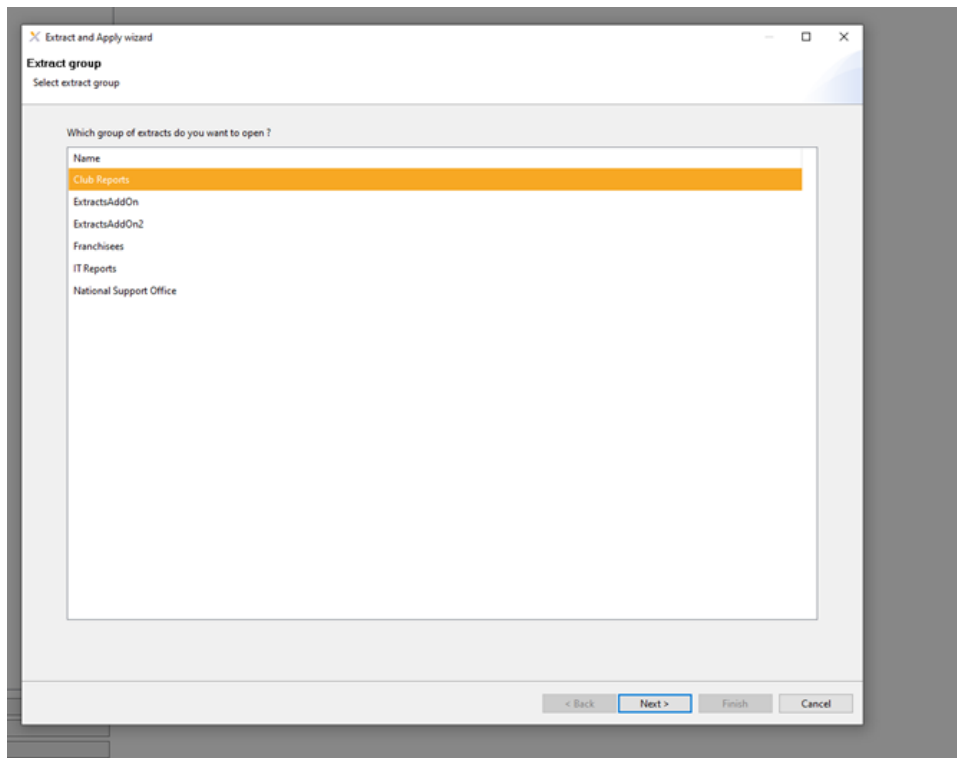 Extract and Apply wizard
Extract group
Select extract group
Which group of extracts do you want to open ?
Name
Club Reports
ExtractsAddOn
ExtractsAddOn2
Franchisees
IT Reports
National Support Office
< Back Next > Finish Cancel